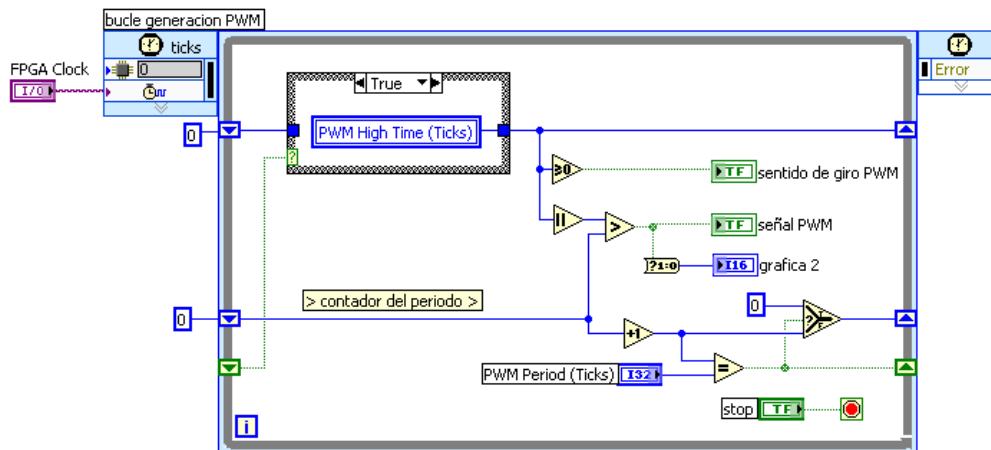 bucle generacion PWM
ticks
FPGA Clock
I/O
0
Error
True
0
PWM High Time (Ticks)
?
≥0
TF
sentido de giro PWM
>
TF
señal PWM
?1:0
I16
grafica 2
> contador del periodo >
0
0
?
T
F
+1
PWM Period (Ticks)
I32
=
stop
TF
i